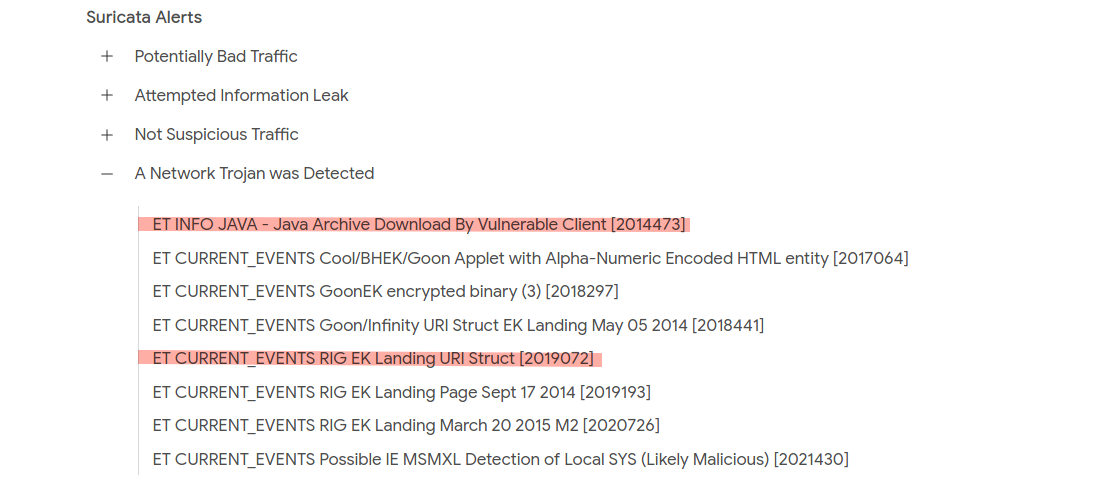 Suricata Alerts
+ Potentially Bad Traffic
+ Attempted Information Leak
+ Not Suspicious Traffic
— A Network Trojan was Detected
ET INFO JAVA - Java Archive Download By Vulnerable Client [2014473]
ET CURRENT_EVENTS Cool/BHEK/Goon Applet with Alpha-Numeric Encoded HTML entity [2017064]
ET CURRENT_EVENTS GoonEK encrypted binary (3) [2018297]
ET CURRENT_EVENTS Goon/Infinity URI Struct EK Landing May 05 2014 [2018441]
ET CURRENT_EVENTS RIG EK Landing URI Struct [2019072]
ET CURRENT_EVENTS RIG EK Landing Page Sept 17 2014 [2019193]
ET CURRENT_EVENTS RIG EK Landing March 20 2015 M2 [2020726]
ET CURRENT_EVENTS Possible IE MSMXL Detection of Local SYS (Likely Malicious) [2021430]